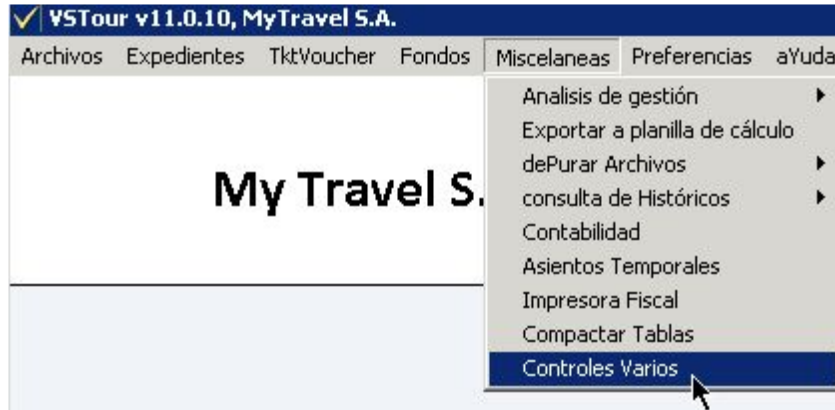 VSTour v11.0.10, MyTravel S.A.
Archivos Expedientes TktVoucher Fondos Miscelaneas Preferencias aYuda
Analisis de gestión
Exportar a planilla de cálculo
dePurar Archivos
My Travel S.
consulta de Históricos
Contabilidad
Asientos Temporales
Impresora Fiscal
Compactar Tablas
Controles Varios